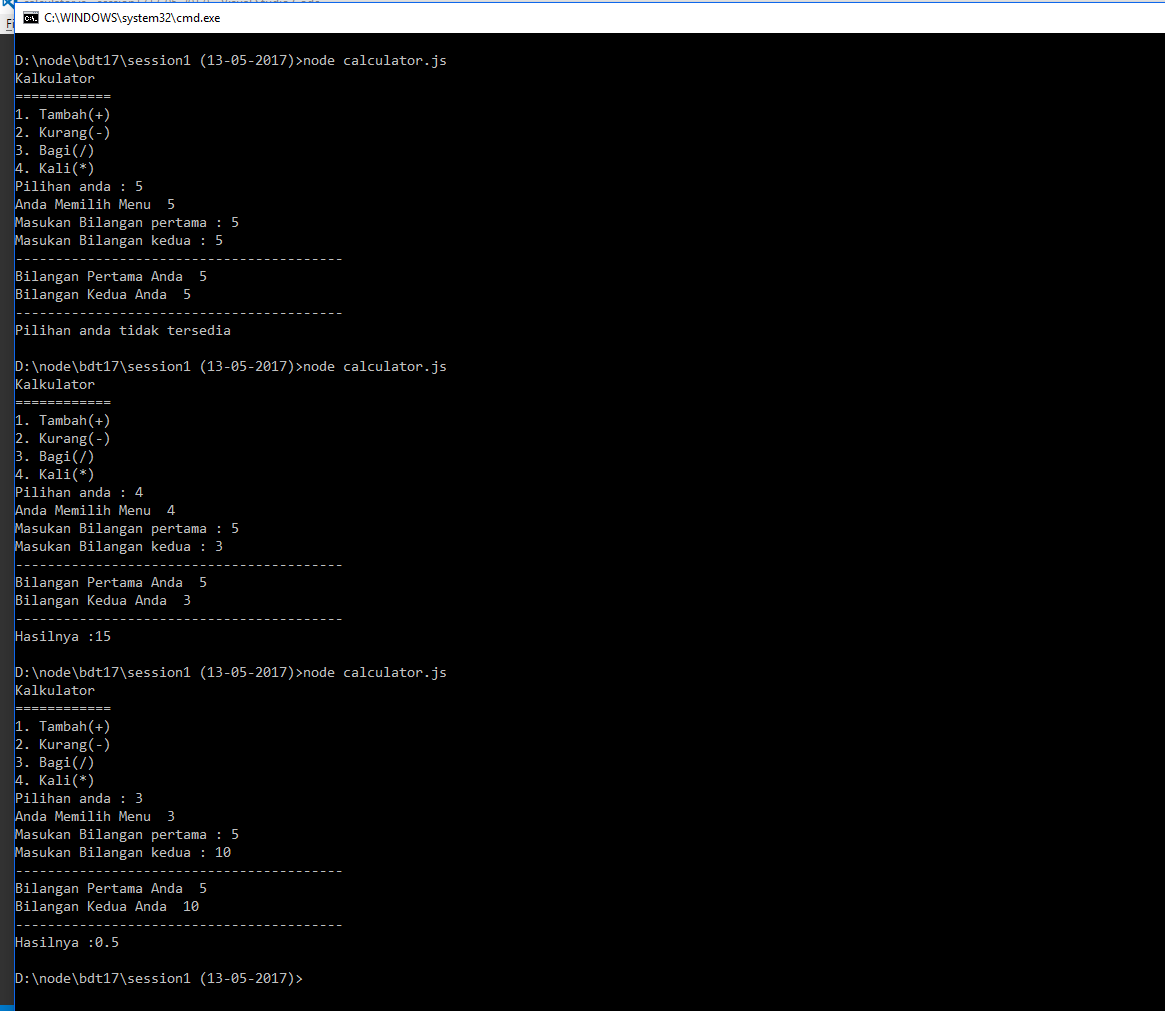 C:\WINDOWS\system32\cmd.exe
D:\node\bdt17\session1 (13-05-2017)>node calculator.js
Kalkulator
============
1. Tambah(+)
2. Kurang(-)
3. Bagi(/)
4. Kali(*)
Pilihan anda : 5
Anda Memilih Menu  5
Masukan Bilangan pertama : 5
Masukan Bilangan kedua : 5
-----------------------------------------
Bilangan Pertama Anda  5
Bilangan Kedua Anda  5
-----------------------------------------
Pilihan anda tidak tersedia
D:\node\bdt17\session1 (13-05-2017)>node calculator.js
Kalkulator
============
1. Tambah(+)
2. Kurang(-)
3. Bagi(/)
4. Kali(*)
Pilihan anda : 4
Anda Memilih Menu  4
Masukan Bilangan pertama : 5
Masukan Bilangan kedua : 3
-----------------------------------------
Bilangan Pertama Anda  5
Bilangan Kedua Anda  3
-----------------------------------------
Hasilnya :15
D:\node\bdt17\session1 (13-05-2017)>node calculator.js
Kalkulator
============
1. Tambah(+)
2. Kurang(-)
3. Bagi(/)
4. Kali(*)
Pilihan anda : 3
Anda Memilih Menu  3
Masukan Bilangan pertama : 5
Masukan Bilangan kedua : 10
-----------------------------------------
Bilangan Pertama Anda  5
Bilangan Kedua Anda  10
-----------------------------------------
Hasilnya :0.5
D:\node\bdt17\session1 (13-05-2017)>